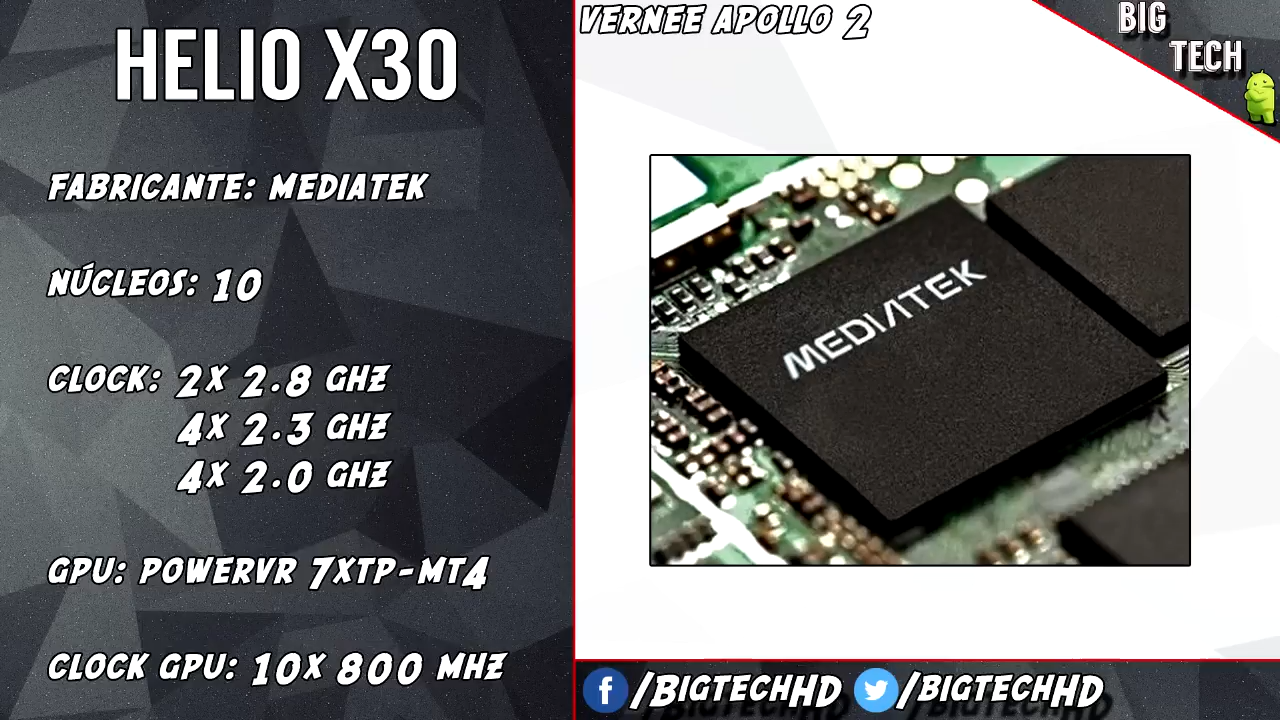 HELIO X30
FABRICANTE: MEDIATEK
NÚCLEOS: 10
CLOCK: 2X 2.8 GHZ
4X 2.3 GHZ
4X 2.0 GHZ
GPU: POWERVR 7XTP-MT4
CLOCK GPU: 10X 800 MHZ
VERNEE APOLLO 2
BIG
TECH
MEDIATEK
/BIGTECHHD /BIGTECHHD